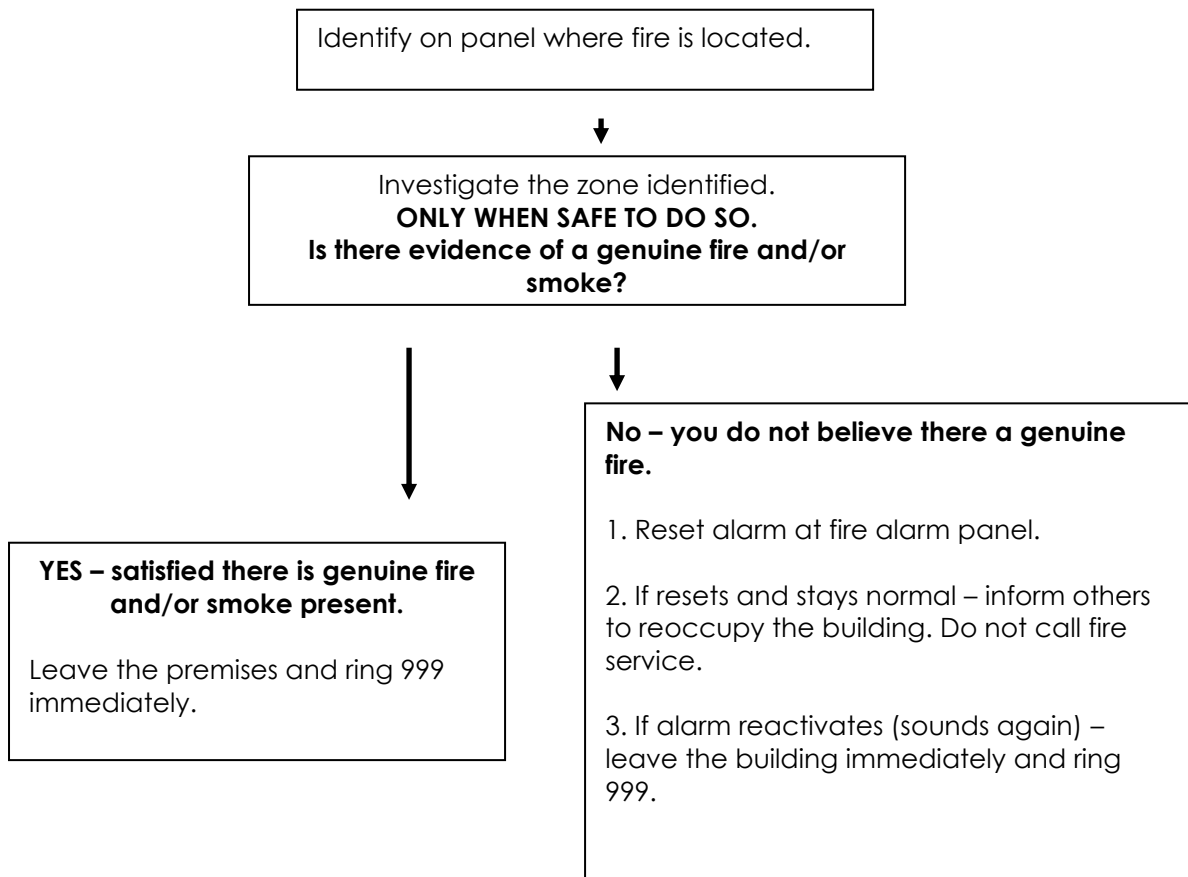 Identify on panel where fire is located.
Investigate the zone identified.
ONLY WHEN SAFE TO DO SO.
Is there evidence of a genuine fire and/or
smoke?
YES – satisfied there is genuine fire
and/or smoke present.
Leave the premises and ring 999
immediately.
No – you do not believe there a genuine
fire.
1. Reset alarm at fire alarm panel.
2. If resets and stays normal – inform others
to reoccupy the building. Do not call fire
service.
3. If alarm reactivates (sounds again) –
leave the building immediately and ring
999.